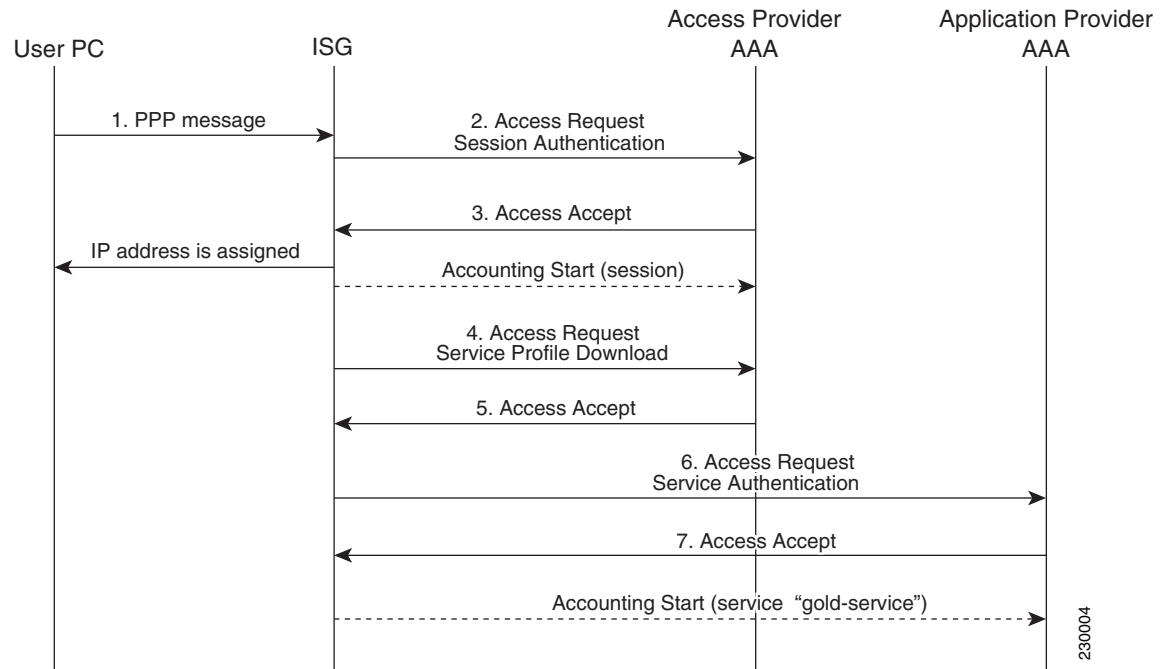 User PC
ISG
Access Provider
AAA
Application Provider
AAA
1. PPP message
2. Access Request
Session Authentication
3. Access Accept
IP address is assigned
Accounting Start (session)
4. Access Request
Service Profile Download
5. Access Accept
6. Access Request
Service Authentication
7. Access Accept
Accounting Start (service “gold-service”)
230004